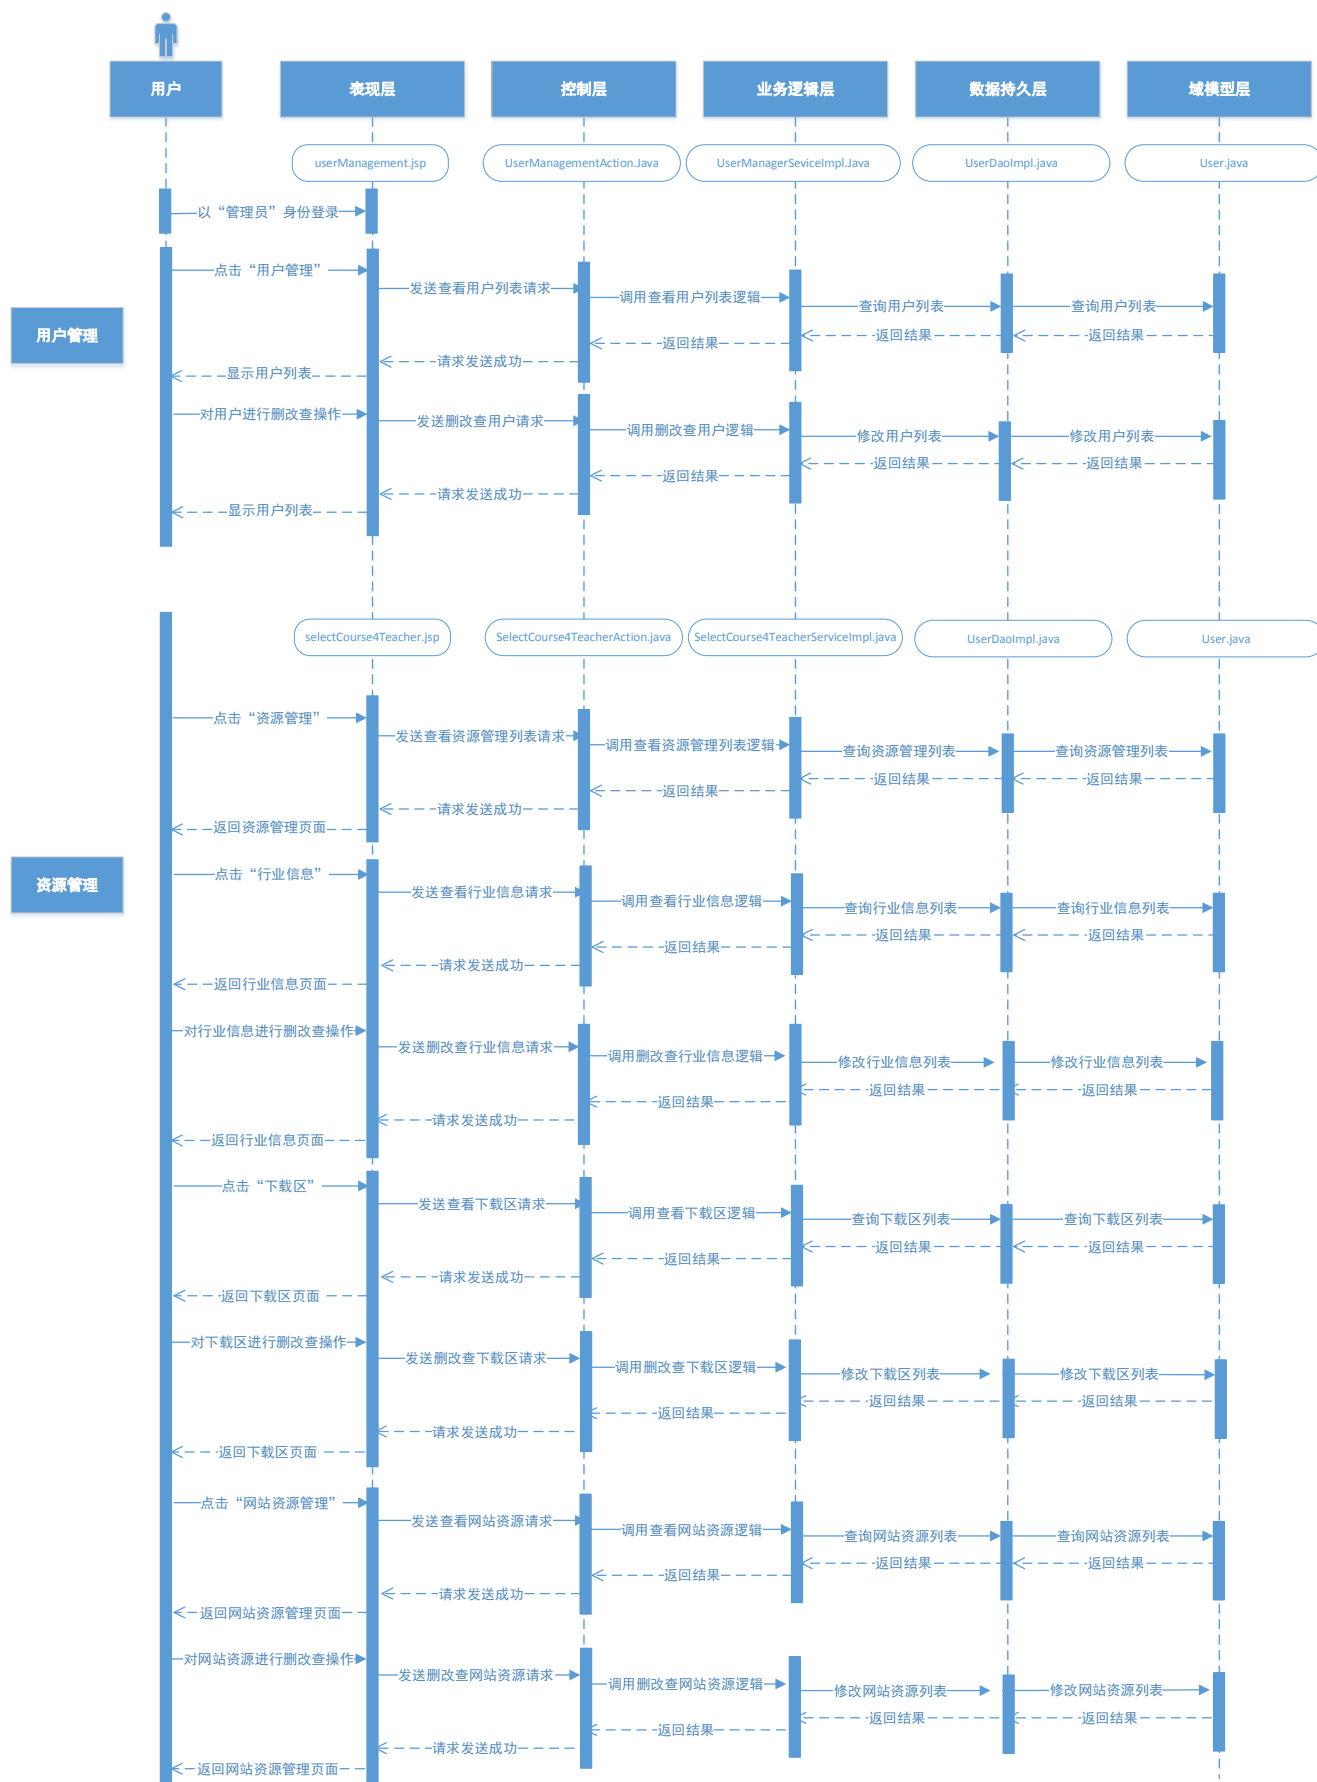 用户
表现层
控制层
业务逻辑层
数据持久层
域模型层
userManagement.jsp
UserManagementAction.Java
UserManagerSeviceImpl.Java
UserDaoImpl.java
User.java
以“管理员”身份登录
用户管理
点击“用户管理”
发送查看用户列表请求
调用查看用户列表逻辑
查询用户列表
查询用户列表
返回结果
返回结果
返回结果
请求发送成功
显示用户列表
对用户进行删改查操作
发送删改查用户请求
调用删改查用户逻辑
修改用户列表
修改用户列表
返回结果
返回结果
返回结果
请求发送成功
显示用户列表
selectCourse4Teacher.jsp
SelectCourse4TeacherAction.java
SelectCourse4TeacherServiceImpl.java
UserDaoImpl.java
User.java
点击“资源管理”
发送查看资源管理列表请求
调用查看资源管理列表逻辑
查询资源管理列表
查询资源管理列表
返回结果
返回结果
返回结果
请求发送成功
返回资源管理页面
资源管理
点击“行业信息”
发送查看行业信息请求
调用查看行业信息逻辑
查询行业信息列表
查询行业信息列表
返回结果
返回结果
返回结果
请求发送成功
返回行业信息页面
对行业信息进行删改查操作
发送删改查行业信息请求
调用删改查行业信息逻辑
修改行业信息列表
修改行业信息列表
返回结果
返回结果
返回结果
请求发送成功
返回行业信息页面
点击“下载区”
发送查看下载区请求
调用查看下载区逻辑
查询下载区列表
查询下载区列表
返回结果
返回结果
返回结果
请求发送成功
返回下载区页面
对下载区进行删改查操作
发送删改查下载区请求
调用删改查下载区逻辑
修改下载区列表
修改下载区列表
返回结果
返回结果
返回结果
请求发送成功
返回下载区页面
点击“网站资源管理”
发送查看网站资源请求
调用查看网站资源逻辑
查询网站资源列表
查询网站资源列表
返回结果
返回结果
返回结果
请求发送成功
返回网站资源管理页面
对网站资源进行删改查操作
发送删改查网站资源请求
调用删改查网站资源逻辑
修改网站资源列表
修改网站资源列表
返回结果
返回结果
返回结果
请求发送成功
返回网站资源管理页面